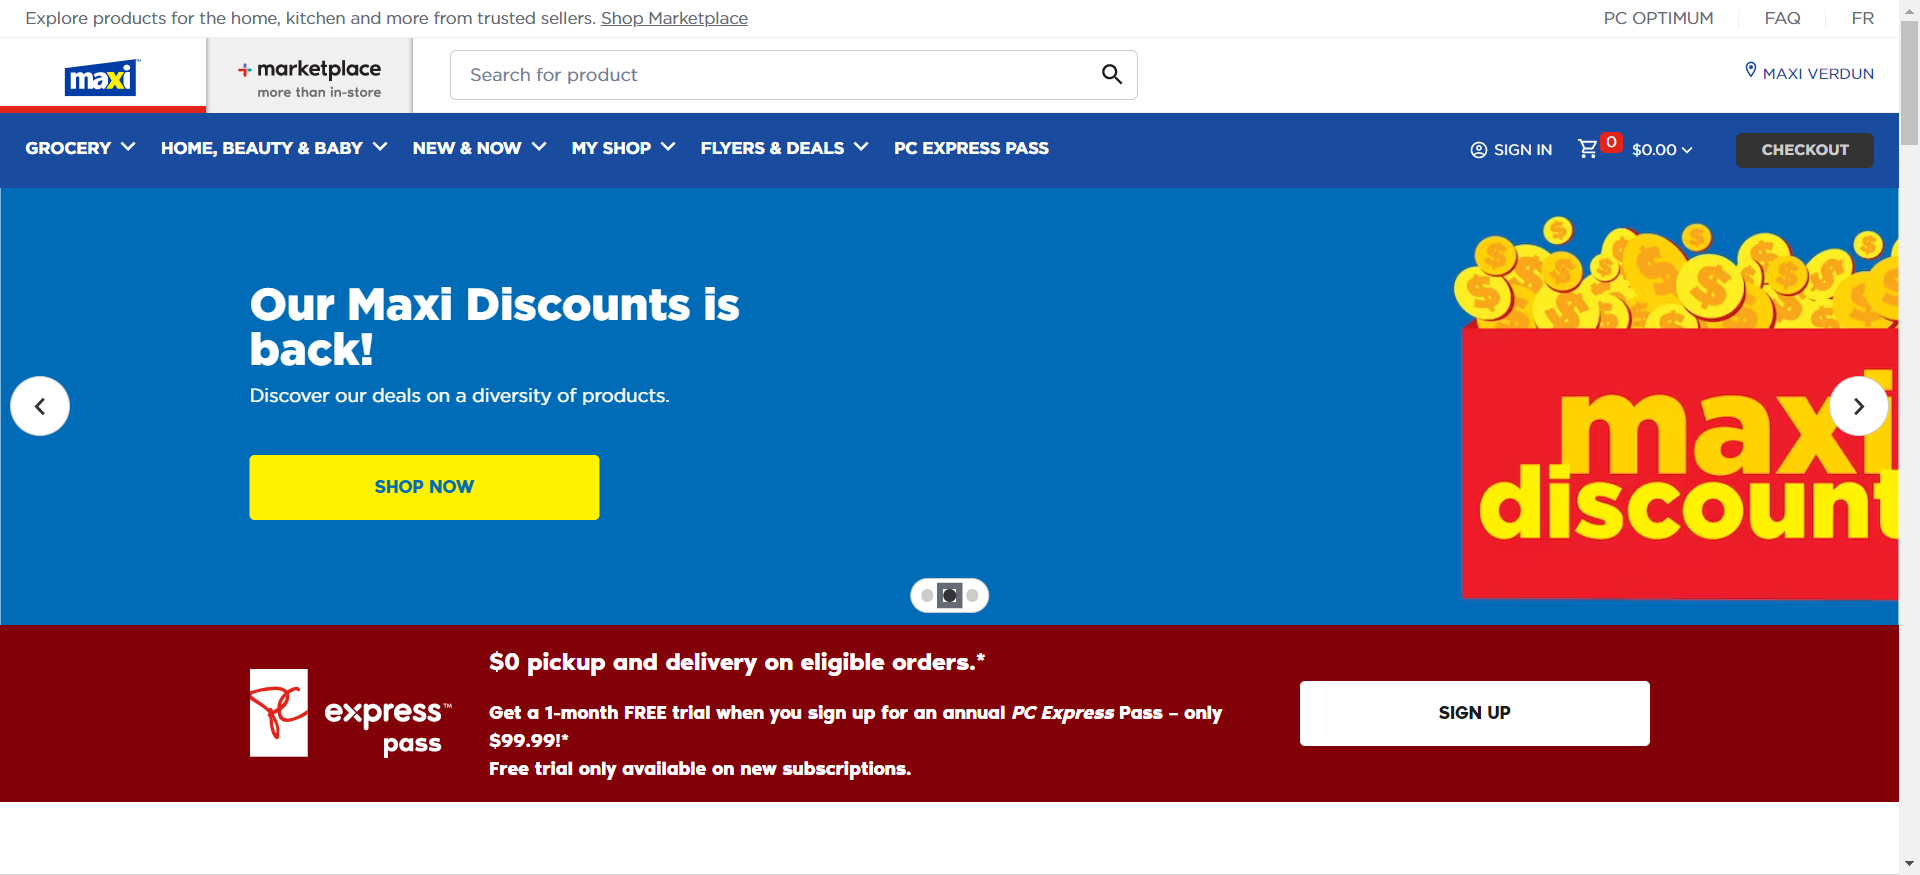 Explore products for the home, kitchen and more from trusted sellers. Shop Marketplace
PC OPTIMUM
FAQ
FR
maxi
marketplace
more than in-store
Search for product
MAXI VERDUN
GROCERY
HOME, BEAUTY & BABY
NEW & NOW
MY SHOP
FLYERS & DEALS
PC EXPRESS PASS
SIGN IN
0
$0.00
CHECKOUT
Our Maxi Discounts is
back!
Discover our deals on a diversity of products.
SHOP NOW
maxi
discount
PC
express™
pass
$0 pickup and delivery on eligible orders.*
Get a 1-month FREE trial when you sign up for an annual PC Express Pass – only
$99.99!*
Free trial only available on new subscriptions.
SIGN UP